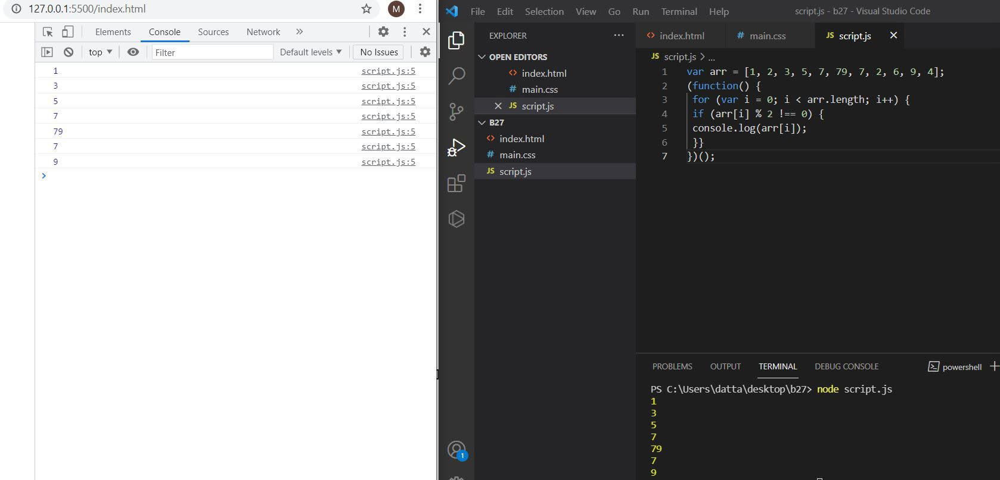 127.0.0.1:5500/index.html
M
Elements Console Sources Network »
top Filter Default levels No Issues
1 script.js:5
3 script.js:5
5 script.js:5
7 script.js:5
79 script.js:5
7 script.js:5
9 script.js:5
>
File Edit Selection View Go Run Terminal Help script.js - b27 - Visual Studio Code
EXPLORER ...
OPEN EDITORS
<> index.html
# main.css
JS script.js
B27
<> index.html
# main.css
JS script.js
1
<> index.html # main.css JS script.js
JS script.js > ...
1 var arr = [1, 2, 3, 5, 7, 79, 7, 2, 6, 9, 4];
2 (function() {
3 for (var i = 0; i < arr.length; i++) {
4 if (arr[i] % 2 !== 0) {
5 console.log(arr[i]);
6 }}
7 })();
PROBLEMS OUTPUT TERMINAL DEBUG CONSOLE powershell +
PS C:\Users\datta\desktop\b27> node script.js
1
3
5
7
79
7
9